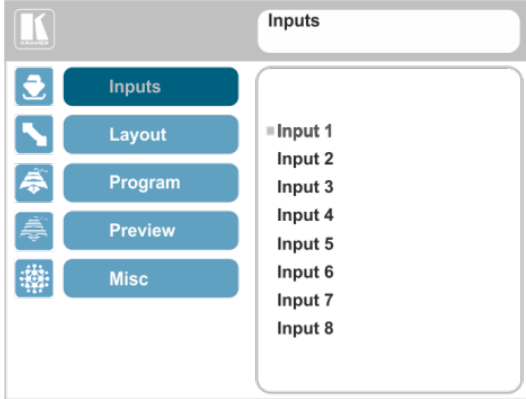 KRAMER
Inputs
Inputs
Layout
Program
Preview
Misc
Input 1
Input 2
Input 3
Input 4
Input 5
Input 6
Input 7
Input 8